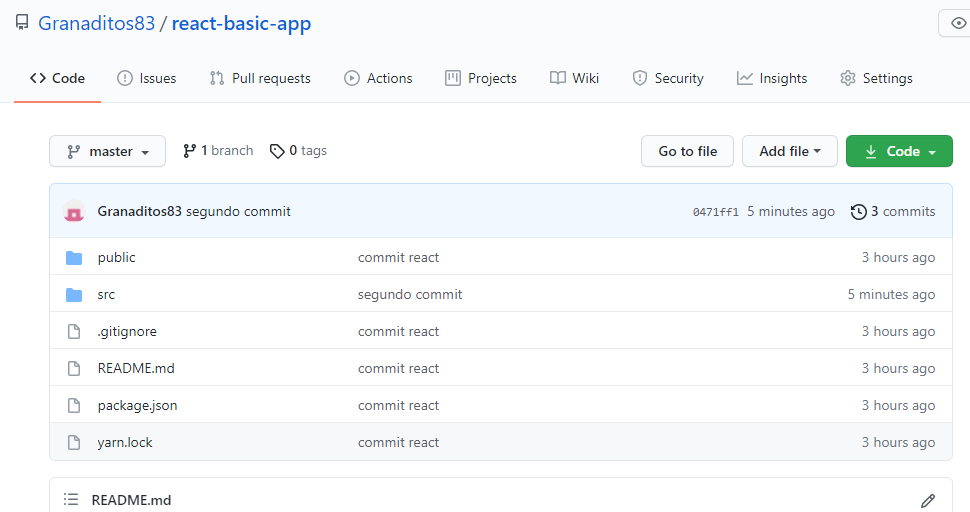 Granaditos83 / react-basic-app
Code Issues Pull requests Actions Projects Wiki Security Insights Settings
master 1 branch 0 tags Go to file Add file Code
Granaditos83 segundo commit 0471ff1 5 minutes ago 3 commits
public commit react 3 hours ago
src segundo commit 5 minutes ago
.gitignore commit react 3 hours ago
README.md commit react 3 hours ago
package.json commit react 3 hours ago
yarn.lock commit react 3 hours ago
README.md